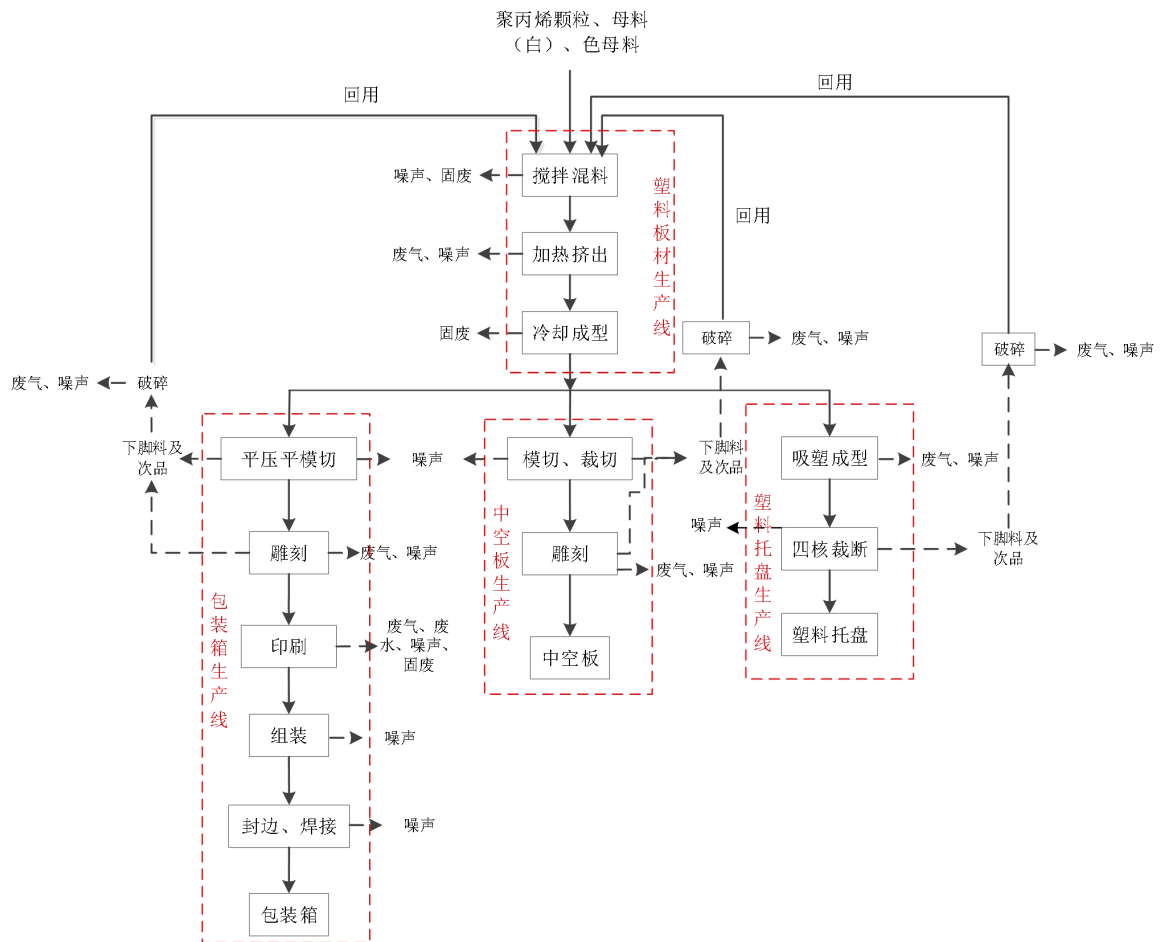 聚丙烯颗粒、母料
（白）、色母料
回用
回用
回用
搅拌混料
噪声、固废
加热挤出
废气、噪声
冷却成型
固废
塑料板材生产线
破碎
废气、噪声
破碎
废气、噪声
废气、噪声
破碎
下脚料及
次品
平压平模切
噪声
雕刻
废气、噪声
印刷
废气、废
水、噪声、
固废
组装
噪声
封边、焊接
噪声
包装箱
包装箱生产线
模切、裁切
下脚料
及次品
雕刻
废气、噪声
中空板
中空板生产线
吸塑成型
废气、噪声
噪声
四核裁断
下脚料及
次品
塑料托盘
塑料托盘生产线